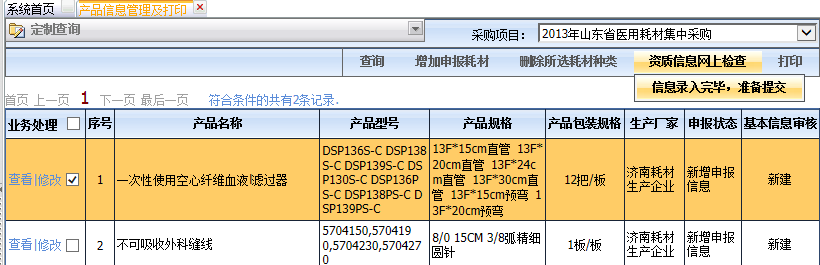 系统首页 产品信息管理及打印
定制查询 采购项目： 2013年山东省医用耗材集中采购
查询 增加申报耗材 删除所选耗材种类 资质信息网上检查 打印
信息录入完毕，准备提交
首页 上一页 1 下一页 最后一页 符合条件的共有2条记录.
业务处理 序号 产品名称 产品型号 产品规格 产品包装规格 生产厂家 申报状态 基本信息审核
查看|修改 1 一次性使用空心纤维血液滤过器
DSP136S-C DSP138
S-C DSP139S-C DS
P130S-C DSP136P
S-C DSP138PS-C D
SP139PS-C
13F*15cm直管 13F*
20cm直管 13F*24c
m直管 13F*30cm直
管 13F*15cm预弯 1
3F*20cm预弯
12把/板
济南耗材
生产企业
新增申报
信息
新建
查看|修改 2 不可吸收外科缝线
5704150,570419
0,5704230,570427
0
8/0 15CM 3/8弧精细
圆针
1板/板
济南耗材
生产企业
新增申报
信息
新建